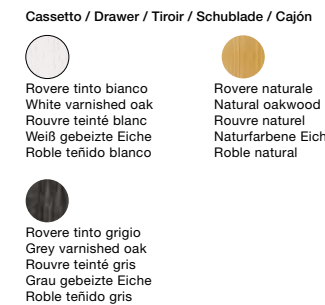 Cassetto / Drawer / Tiroir / Schublade / Cajón
Rovere tinto bianco
White varnished oak
Rouvre teinté blanc
Weiß gebeizte Eiche
Roble teñido blanco
Rovere naturale
Natural oakwood
Rouvre naturel
Naturfarbene Eich
Roble natural
Rovere tinto grigio
Grey varnished oak
Rouvre teinté gris
Grau gebeizte Eiche
Roble teñido gris